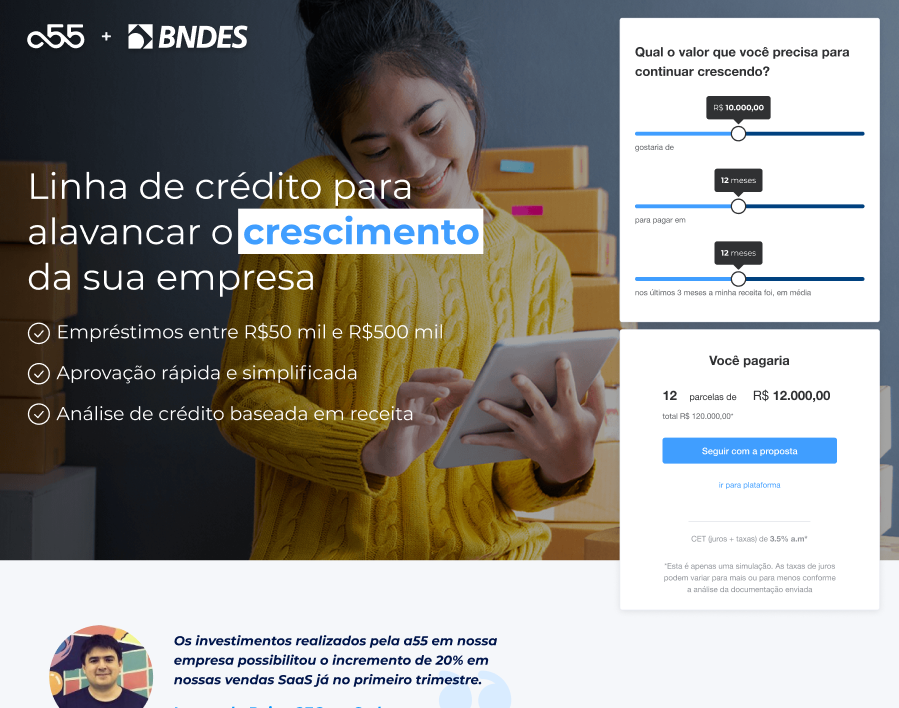 a55 + BNDES
Linha de crédito para
alavancar o crescimento
da sua empresa
Empréstimos entre R$50 mil e R$500 mil
Aprovação rápida e simplificada
Análise de crédito baseada em receita
Qual o valor que você precisa para
continuar crescendo?
R$ 10.000,00
gostaria de
12 meses
para pagar em
12 meses
nos últimos 3 meses a minha receita foi, em média
Você pagaria
12 parcelas de R$ 12.000,00
total R$ 120.000,00*
Seguir com a proposta
ir para plataforma
CET (juros + taxas) de 3.5% a.m*
*Esta é apenas uma simulação. As taxas de juros
podem variar para mais ou para menos conforme
a análise da documentação enviada
Os investimentos realizados pela a55 em nossa
empresa possibilitou o incremento de 20% em
nossas vendas SaaS já no primeiro trimestre.